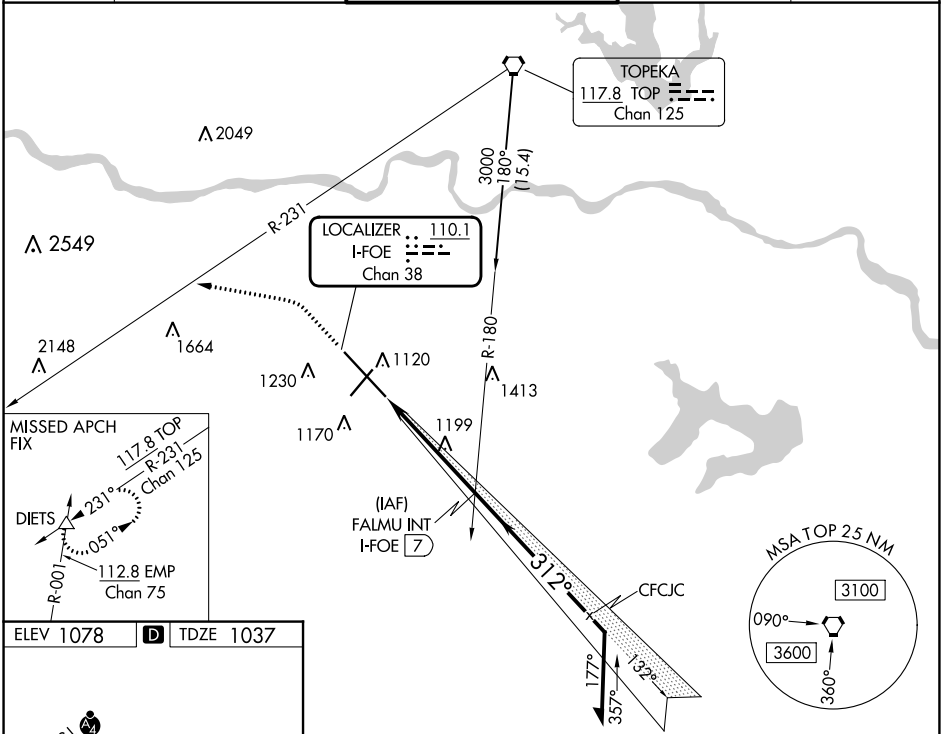 TOPEKA
117.8 TOP
Chan 125
2049
3000
180°
(15.4)
R-231
2549
LOCALIZER 110.1
I-FOE
Chan 38
R-180
2148
1664
1230
1120
1413
1170
1199
MISSED APCH
FIX
117.8 TOP
R-231
Chan 125
DIETS
231°
051°
R-001
112.8 EMP
Chan 75
(IAF)
FALMU INT
I-FOE 7
312°
CFCJC
177°
357°
132°
MSA TOP 25 NM
3100
090°
3600
360°
ELEV 1078 D TDZE 1037
A4